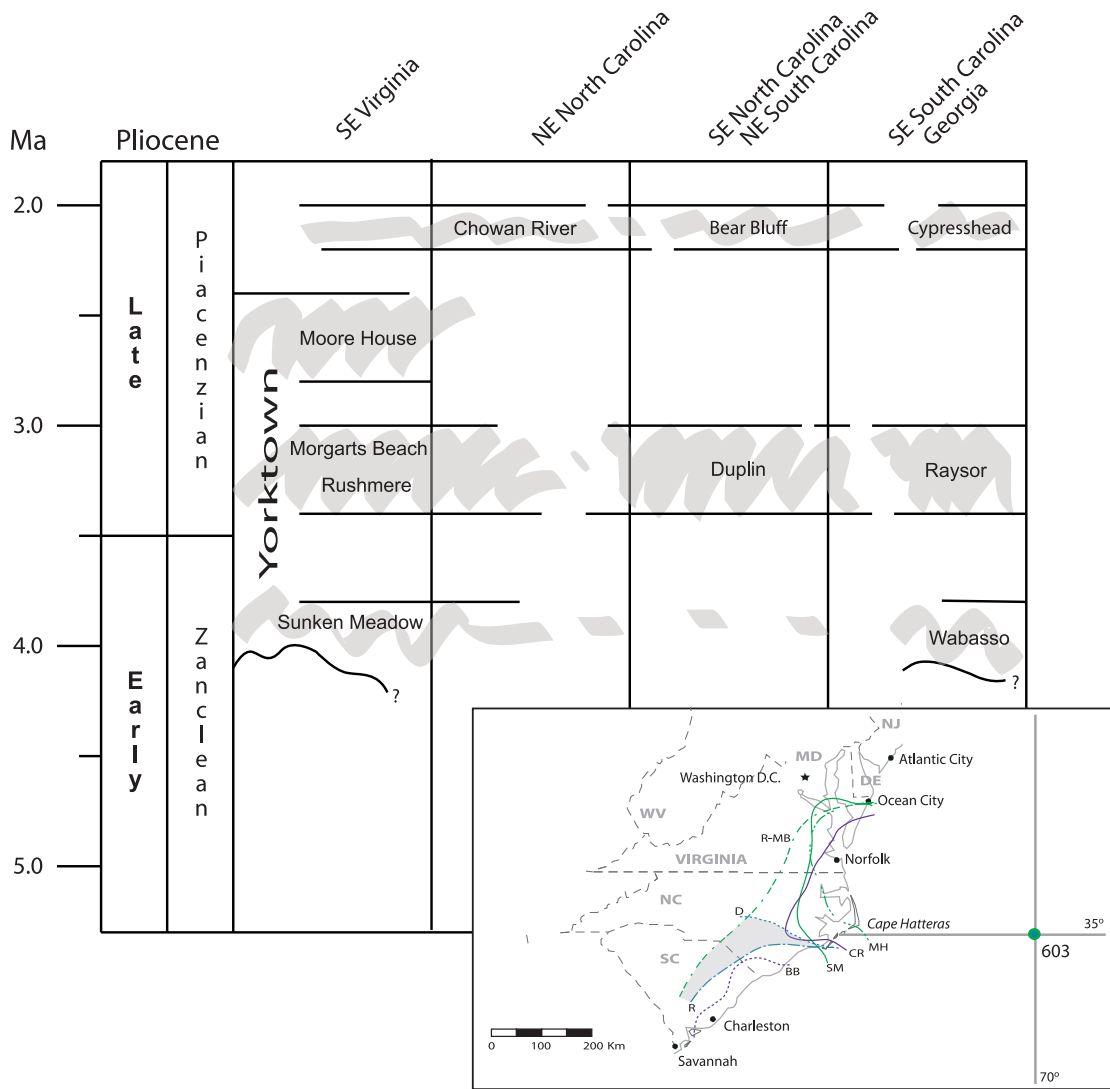 SE Virginia
NE North Carolina
SE North Carolina
NE South Carolina
SE South Carolina
Georgia
Ma
Pliocene
2.0
3.0
4.0
5.0
Late
Early
Piacenzian
Zanclean
Yorktown
Chowan River
Bear Bluff
Cypresshead
Moore House
Morgarts Beach
Rushmere
Duplin
Raysor
Sunken Meadow
Wabasso
?
?
NJ
MD
Atlantic City
Washington D.C.
DE
Ocean City
WV
R-MB
VIRGINIA
Norfolk
NC
D
Cape Hatteras
35º
MH
603
SC
CR
BB
SM
R
Charleston
0 100 200 Km
Savannah
70º